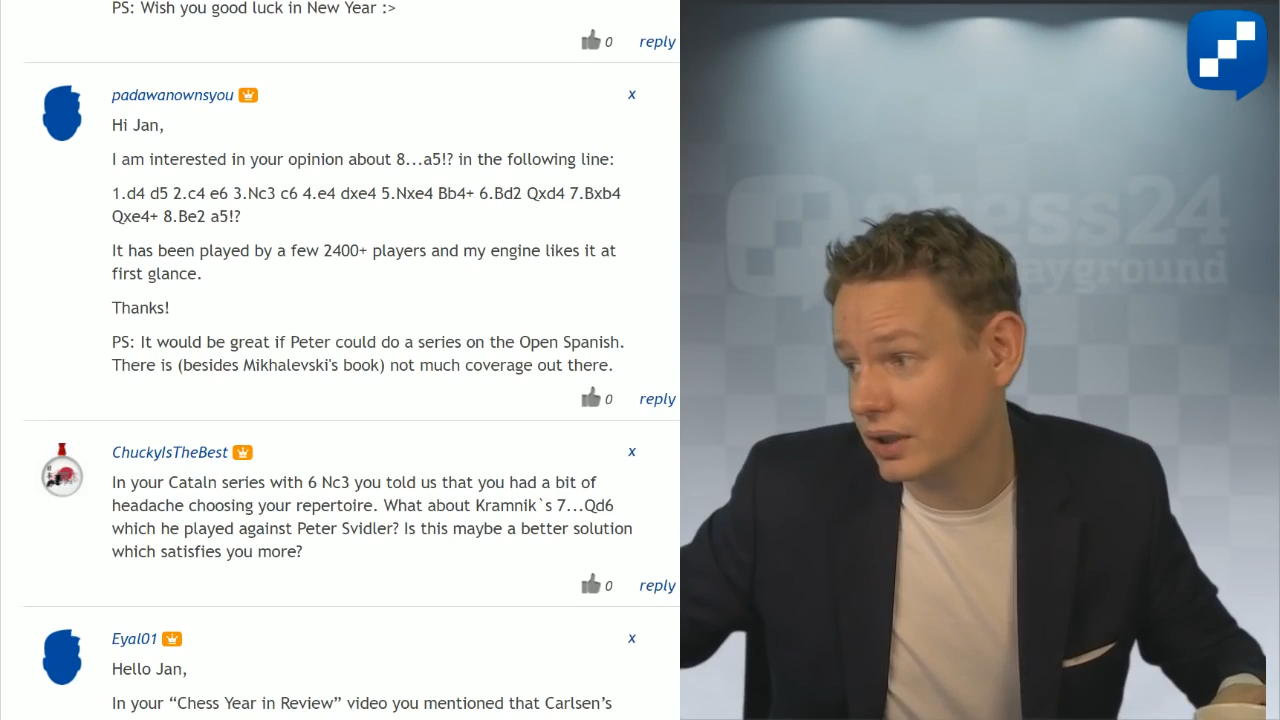 PS: Wish you good luck in New Year :>
0 reply
padawanownsyou x
Hi Jan,
I am interested in your opinion about 8...a5!? in the following line:
1.d4 d5 2.c4 e6 3.Nc3 c6 4.e4 dxe4 5.Nxe4 Bb4+ 6.Bd2 Qxd4 7.Bxb4
Qxe4+ 8.Be2 a5!?
It has been played by a few 2400+ players and my engine likes it at
first glance.
Thanks!
PS: It would be great if Peter could do a series on the Open Spanish.
There is (besides Mikhalevski's book) not much coverage out there.
0 reply
ChuckyIsTheBest x
In your Cataln series with 6 Nc3 you told us that you had a bit of
headache choosing your repertoire. What about Kramnik`s 7...Qd6
which he played against Peter Svidler? Is this maybe a better solution
which satisfies you more?
0 reply
Eyal01 x
Hello Jan,
In your “Chess Year in Review” video you mentioned that Carlsen’s
chess24